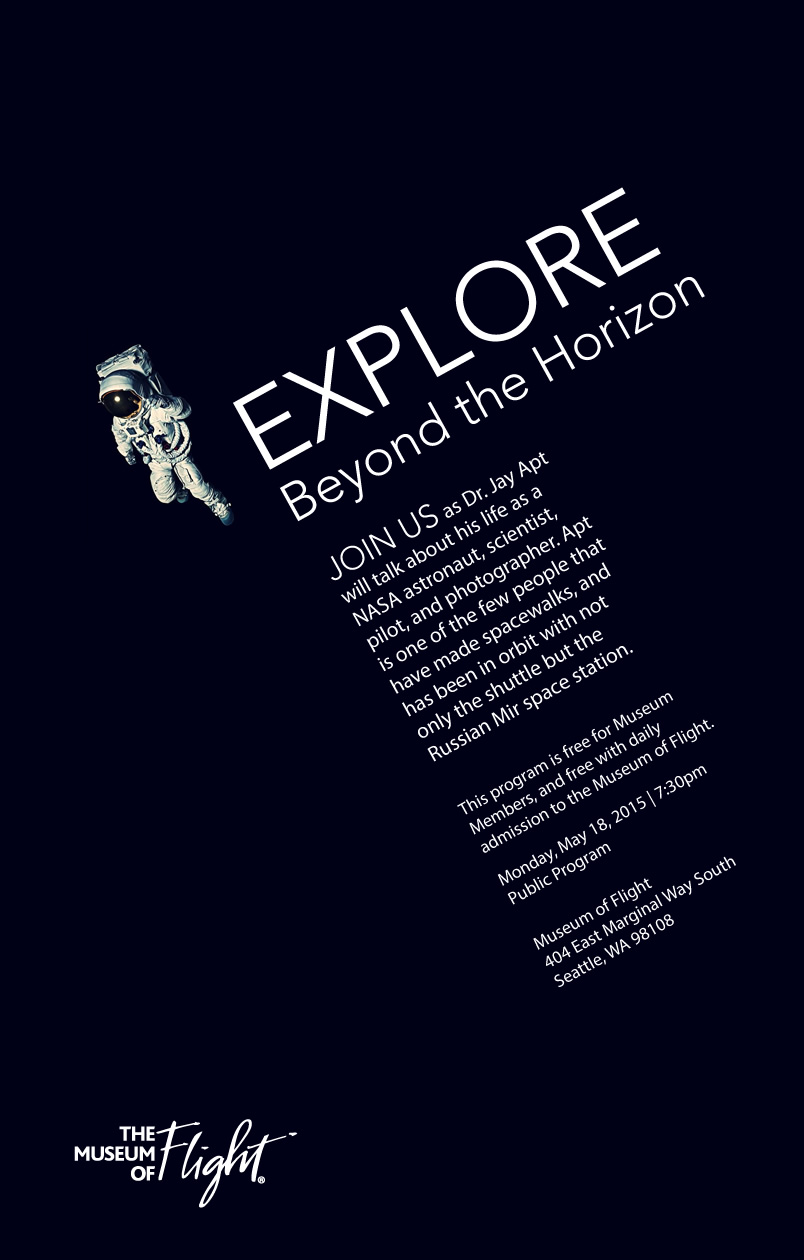 EXPLORE
Beyond the Horizon
JOIN US as Dr. Jay Apt
will talk about his life as a
NASA astronaut, scientist,
pilot, and photographer. Apt
is one of the few people that
have made spacewalks, and
has been in orbit with not
only the shuttle but the
Russian Mir space station.
This program is free for Museum
Members, and free with daily
admission to the Museum of Flight.
Monday, May 18, 2015 | 7:30pm
Public Program
Museum of Flight
404 East Marginal Way South
Seattle, WA 98108
THE
MUSEUM
OF Flight®